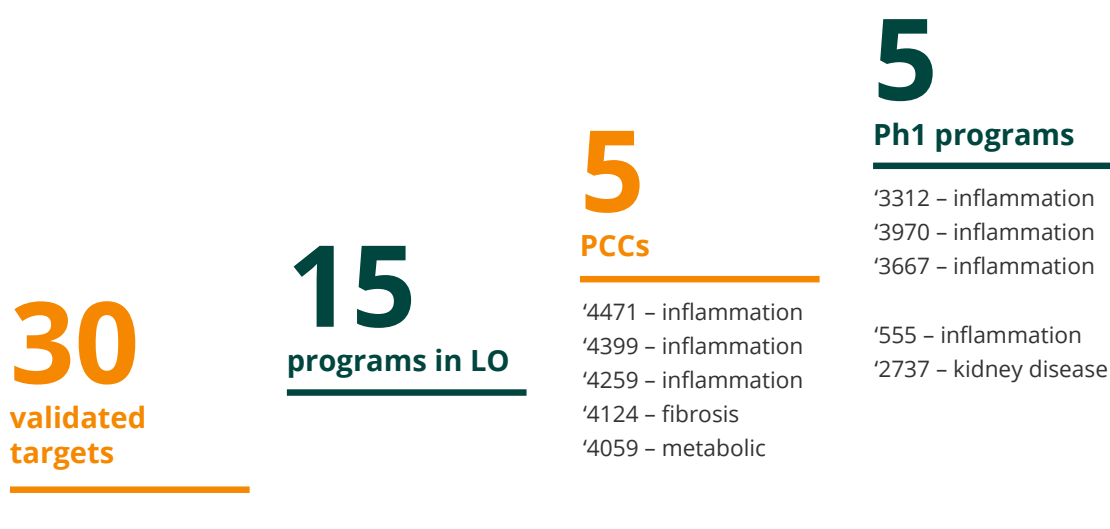 30
validated
targets
15
programs in LO
5
PCCs
‘4471 – inflammation
‘4399 – inflammation
‘4259 – inflammation
‘4124 – fibrosis
‘4059 – metabolic
5
Ph1 programs
‘3312 – inflammation
‘3970 – inflammation
‘3667 – inflammation
‘555 – inflammation
‘2737 – kidney disease